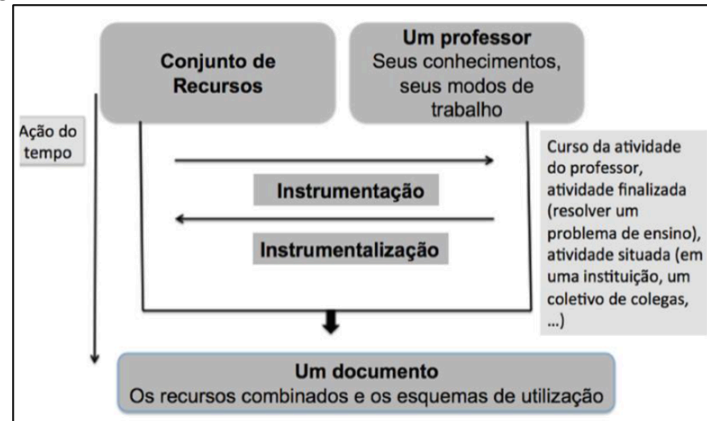 Conjunto de
Recursos
Um professor
Seus conhecimentos,
seus modos de
trabalho
Ação do
tempo
Instrumentação
Instrumentalização
Curso da atividade
do professor,
atividade finalizada
(resolver um
problema de ensino),
atividade situada (em
uma instituição, um
coletivo de colegas,
...)
Um documento
Os recursos combinados e os esquemas de utilização